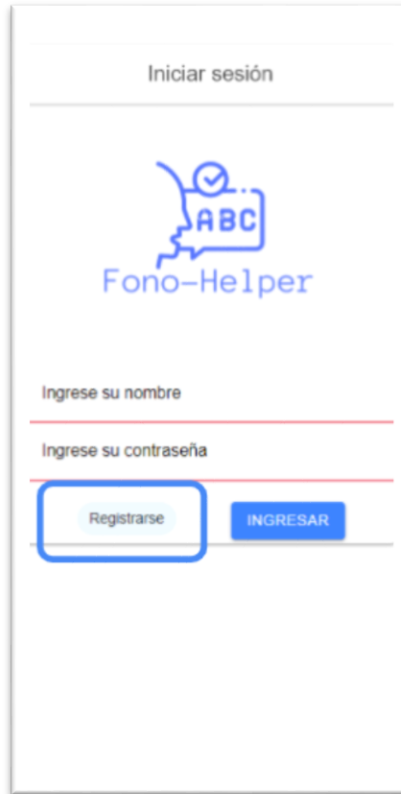 Iniciar sesión
ABC
Fono-Helper
Ingrese su nombre
Ingrese su contraseña
Registrarse
INGRESAR